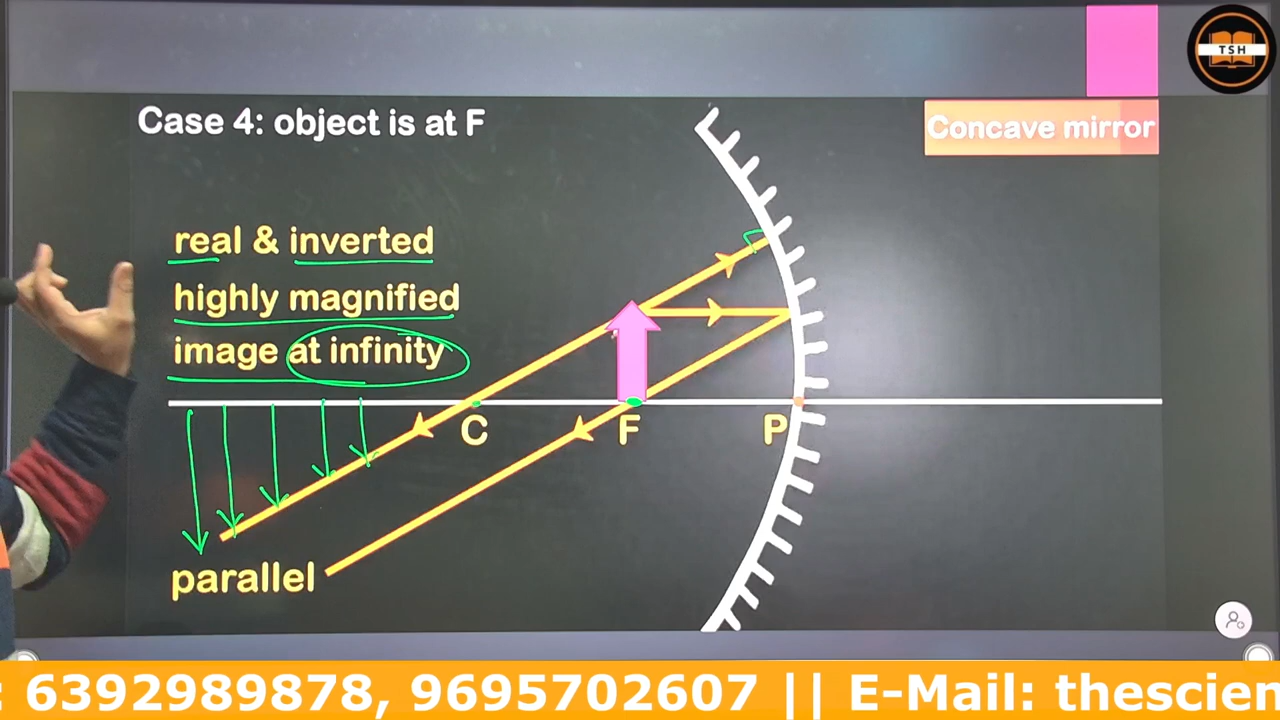 TSH
Case 4: object is at F
Concave mirror
real & inverted
highly magnified
image at infinity
C
F
P
parallel
: 6392989878, 9695702607 || E-Mail: thescien